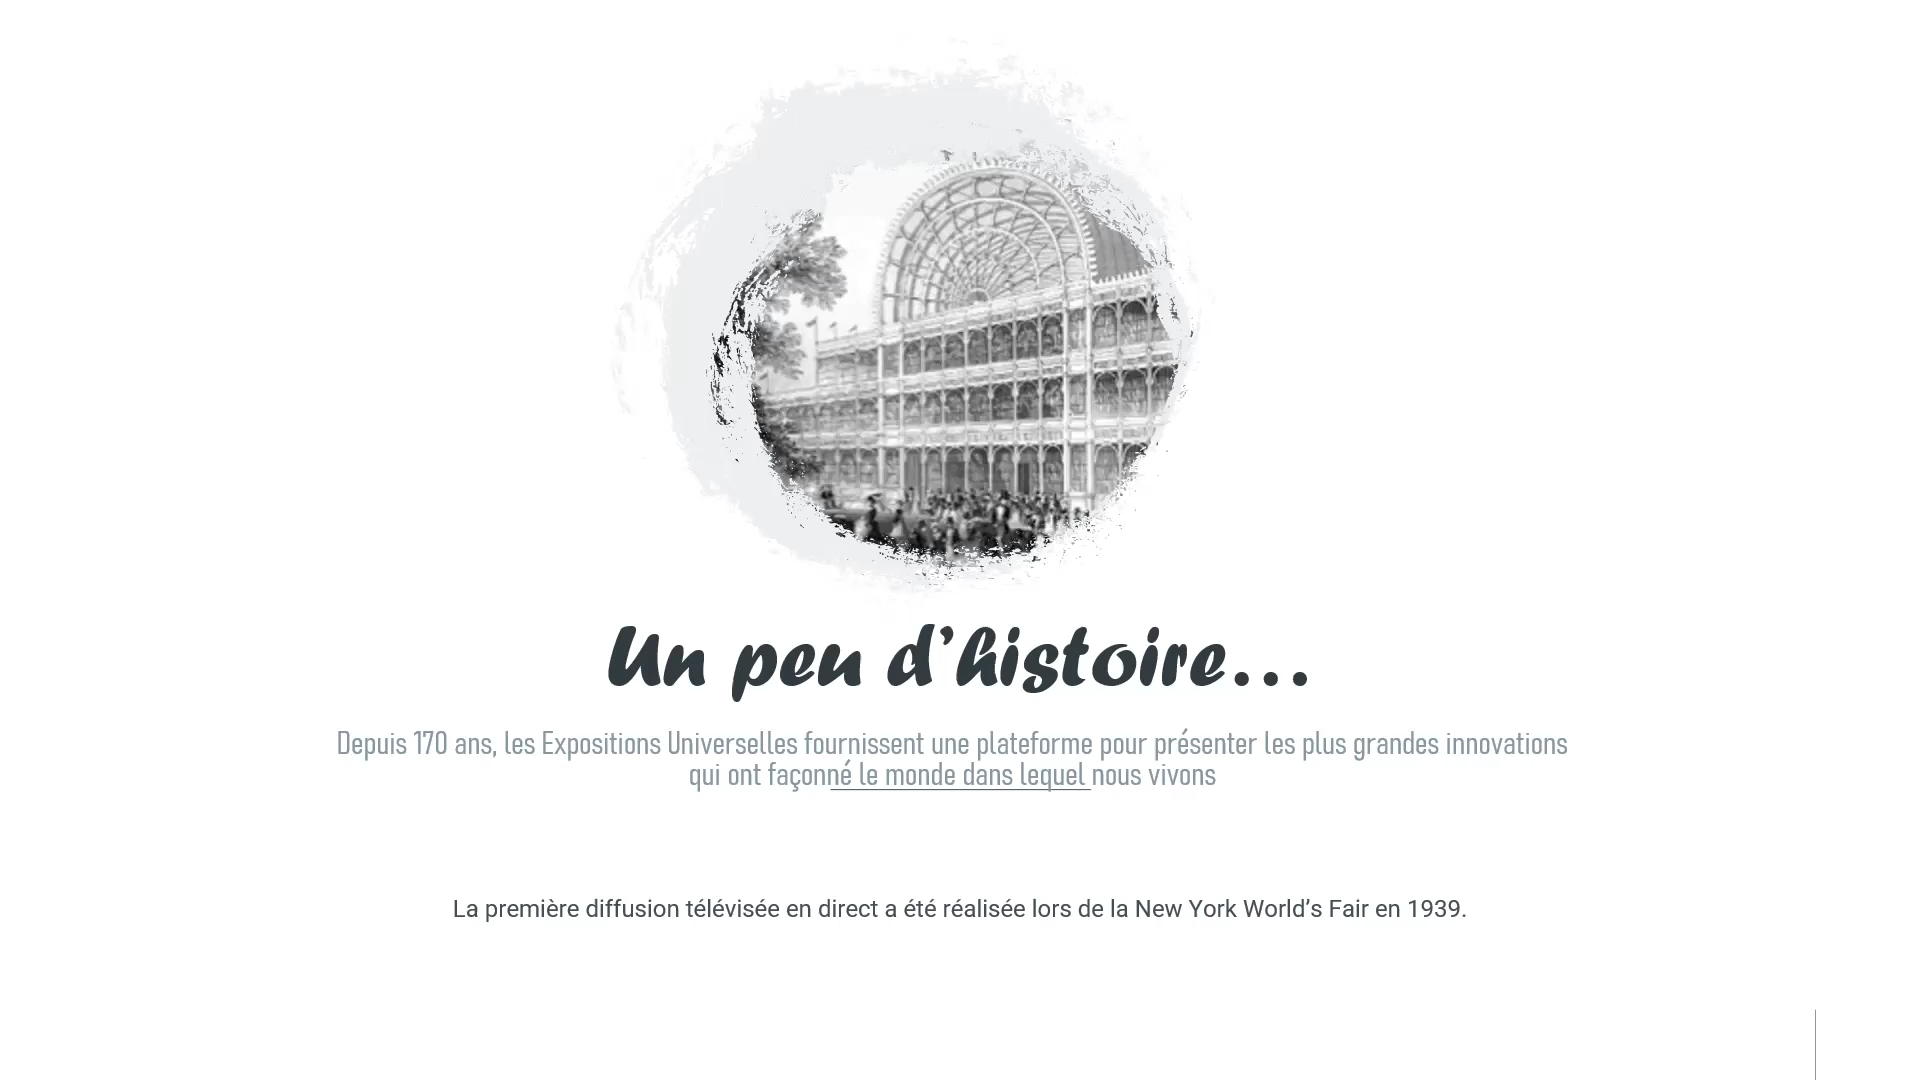 Un peu d’histoire…
Depuis 170 ans, les Expositions Universelles fournissent une plateforme pour présenter les plus grandes innovations
qui ont façonné le monde dans lequel nous vivons
La première diffusion télévisée en direct a été réalisée lors de la New York World’s Fair en 1939.